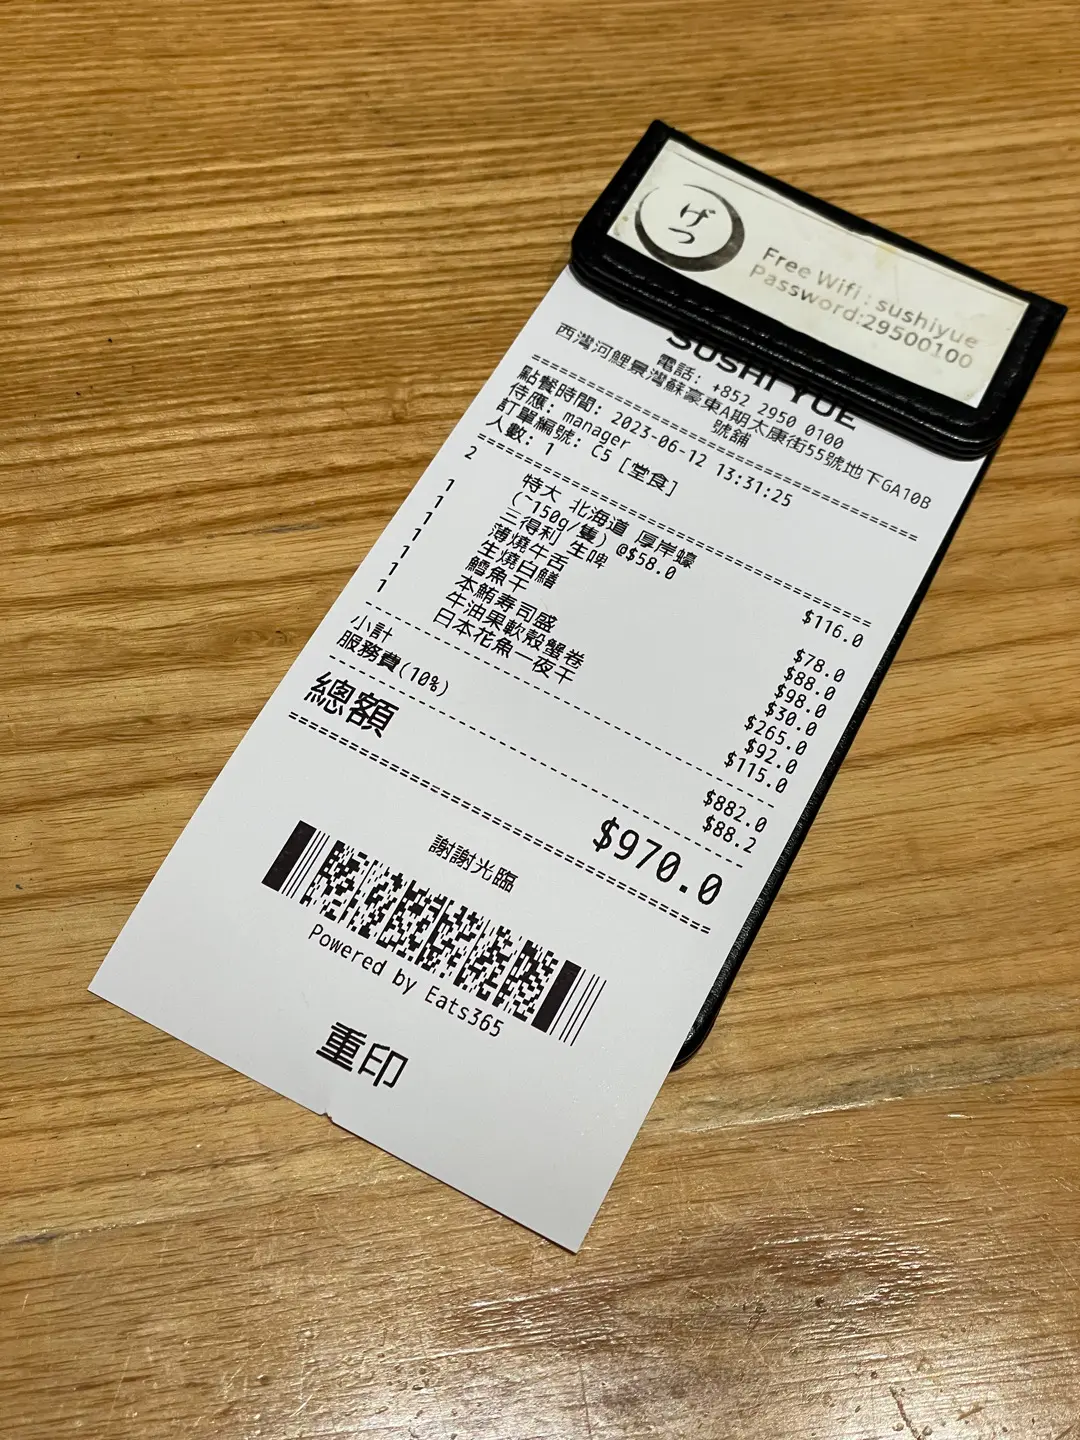 げつ
Free Wifi : sushiyue
Password:29500100
SUSHI YUE
電話: +852 2950 0100
西灣河鯉景灣蘇豪東A期太康街55號地下GA10B
號舖
點餐時間: 2023-06-12 13:31:25
侍應: manager
訂單編號: C5 [堂食]
人數: 1
2 特大 北海道 厚岸蠔 $116.0
(~150g/隻) @$58.0
1 三得利 生啤 $78.0
1 薄燒牛舌 $88.0
1 生燒白鱔 $98.0
1 鱈魚干 $30.0
1 本鮪寿司盛 $265.0
1 牛油果軟殼蟹卷 $92.0
1 日本花魚一夜干 $115.0
小計 $882.0
服務費(10%) $88.2
總額 $970.0
謝謝光臨
Powered by Eats365
重印